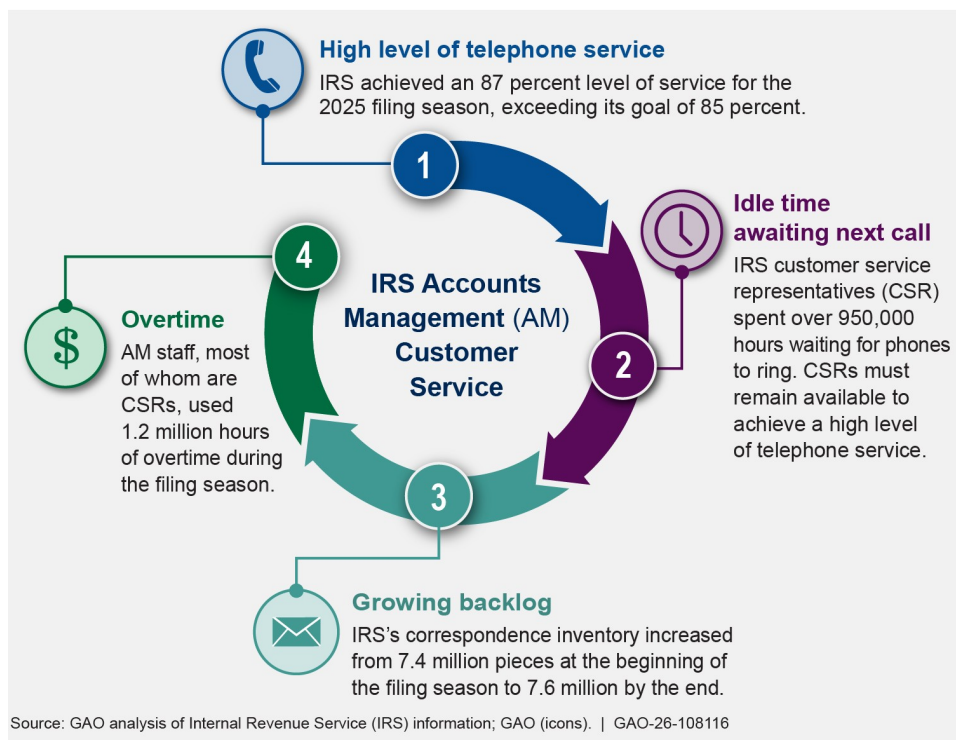 High level of telephone service
IRS achieved an 87 percent level of service for the
2025 filing season, exceeding its goal of 85 percent.
1
Idle time
awaiting next call
IRS customer service
representatives (CSR)
spent over 950,000
hours waiting for phones
to ring. CSRs must
remain available to
achieve a high level
of telephone service.
2
IRS Accounts
Management (AM)
Customer
Service
4
Overtime
AM staff, most
of whom are
CSRs, used
1.2 million hours
of overtime during
the filing season.
$
3
Growing backlog
IRS’s correspondence inventory increased
from 7.4 million pieces at the beginning of
the filing season to 7.6 million by the end.
Source: GAO analysis of Internal Revenue Service (IRS) information; GAO (icons). | GAO-26-108116